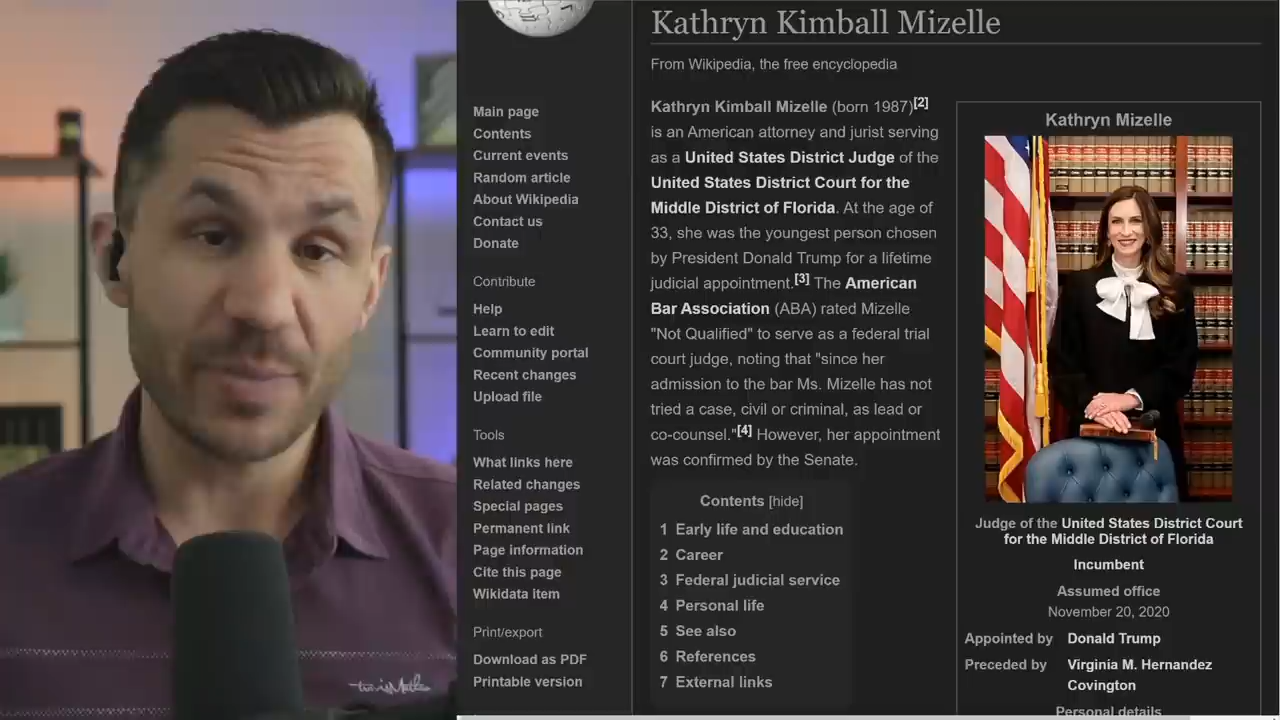 Kathryn Kimball Mizelle
From Wikipedia, the free encyclopedia
Main page
Contents
Current events
Random article
About Wikipedia
Contact us
Donate
Contribute
Help
Learn to edit
Community portal
Recent changes
Upload file
Tools
What links here
Related changes
Special pages
Permanent link
Page information
Cite this page
Wikidata item
Print/export
Download as PDF
Printable version
Kathryn Kimball Mizelle (born 1987)[2]
is an American attorney and jurist serving
as a United States District Judge of the
United States District Court for the
Middle District of Florida. At the age of
33, she was the youngest person chosen
by President Donald Trump for a lifetime
judicial appointment.[3] The American
Bar Association (ABA) rated Mizelle
"Not Qualified" to serve as a federal trial
court judge, noting that "since her
admission to the bar Ms. Mizelle has not
tried a case, civil or criminal, as lead or
co-counsel."[4] However, her appointment
was confirmed by the Senate.
Contents [hide]
1 Early life and education
2 Career
3 Federal judicial service
4 Personal life
5 See also
6 References
7 External links
Kathryn Mizelle
Judge of the United States District Court
for the Middle District of Florida
Incumbent
Assumed office
November 20, 2020
Appointed by Donald Trump
Preceded by Virginia M. Hernandez
Covington
Personal details